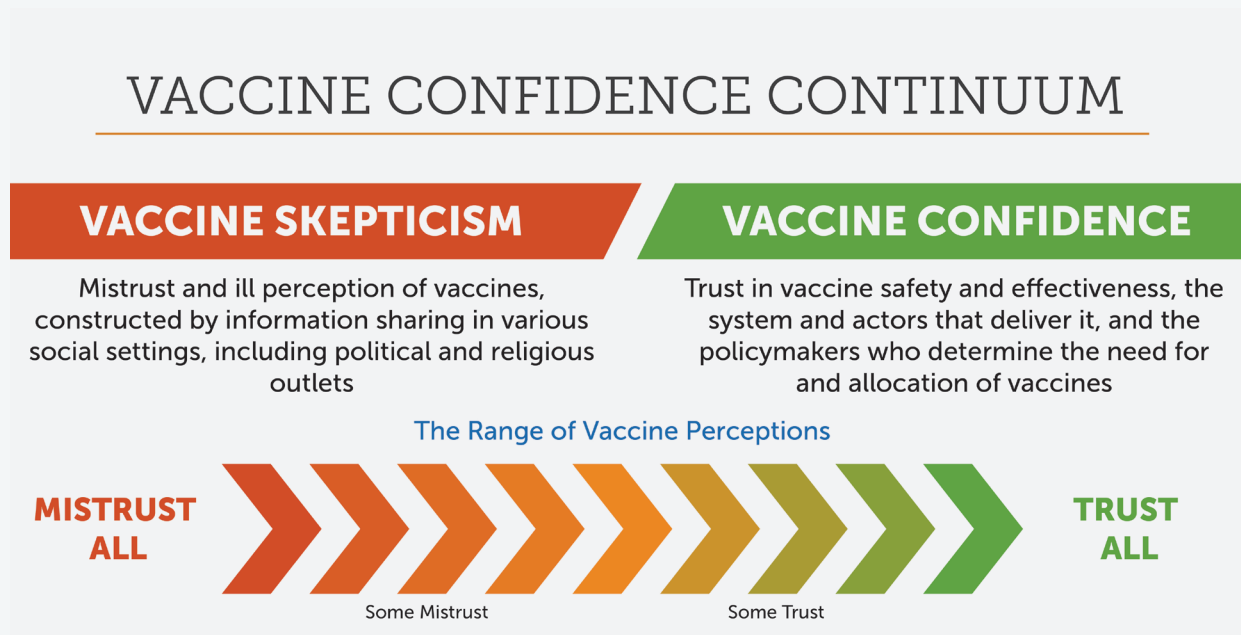 VACCINE CONFIDENCE CONTINUUM
VACCINE SKEPTICISM
Mistrust and ill perception of vaccines,
constructed by information sharing in various
social settings, including political and religious
outlets
VACCINE CONFIDENCE
Trust in vaccine safety and effectiveness, the
system and actors that deliver it, and the
policymakers who determine the need for
and allocation of vaccines
The Range of Vaccine Perceptions
MISTRUST
ALL
TRUST
ALL
Some Mistrust
Some Trust